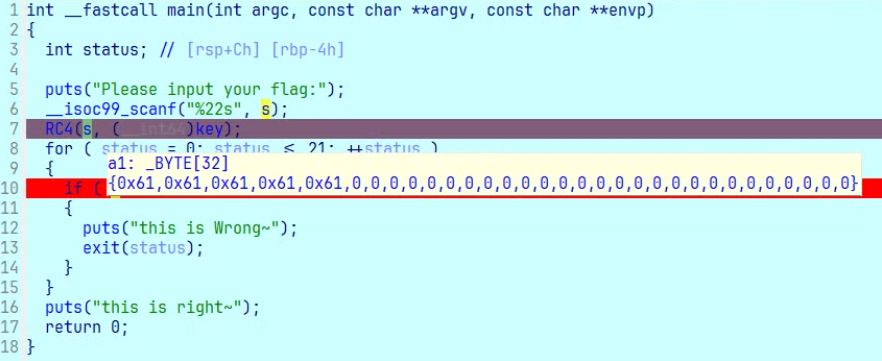 1 int __fastcall main(int argc, const char **argv, const char **envp)
2 {
3 int status; // [rsp+Ch] [rbp-4h]
4
5 puts("Please input your flag:");
6 __isoc99_scanf("%22s", s);
7 RC4(s, (__int64)key);
8 for ( status = 0; status ≤ 21; ++status )
9 {
a1: _BYTE[32]
10 if (
{0x61,0x61,0x61,0x61,0x61,0,0,0,0,0,0,0,0,0,0,0,0,0,0,0,0,0,0,0,0,0,0,0,0,0,0,0}
11 {
12 puts("this is Wrong~");
13 exit(status);
14 }
15 }
16 puts("this is right~");
17 return 0;
18 }